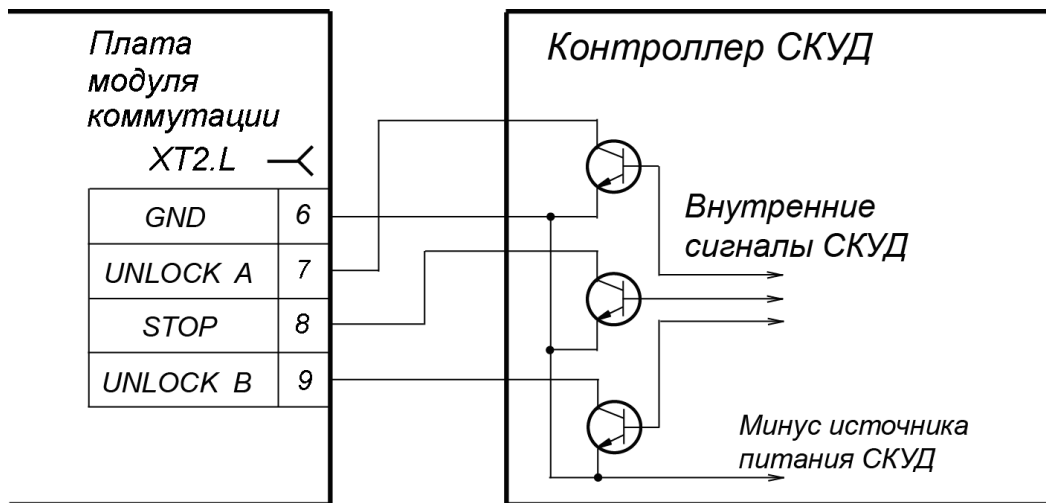 Плата
модуля
коммутации
XT2.L
GND 6
UNLOCK A 7
STOP 8
UNLOCK B 9
Контроллер СКУД
Внутренние
сигналы СКУД
Минус источника
питания СКУД